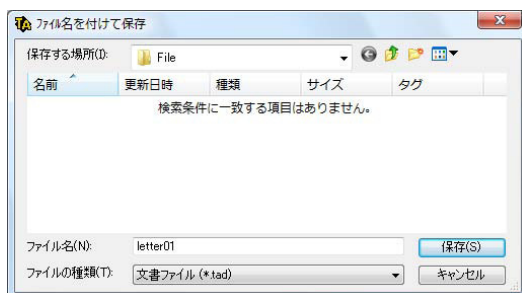 ファイル名を付けて保存
保存する場所(I):
File
名前 更新日時 種類 サイズ タグ
検索条件に一致する項目はありません。
ファイル名(N): letter01 保存(S)
ファイルの種類(T): 文書ファイル (*.tad) キャンセル